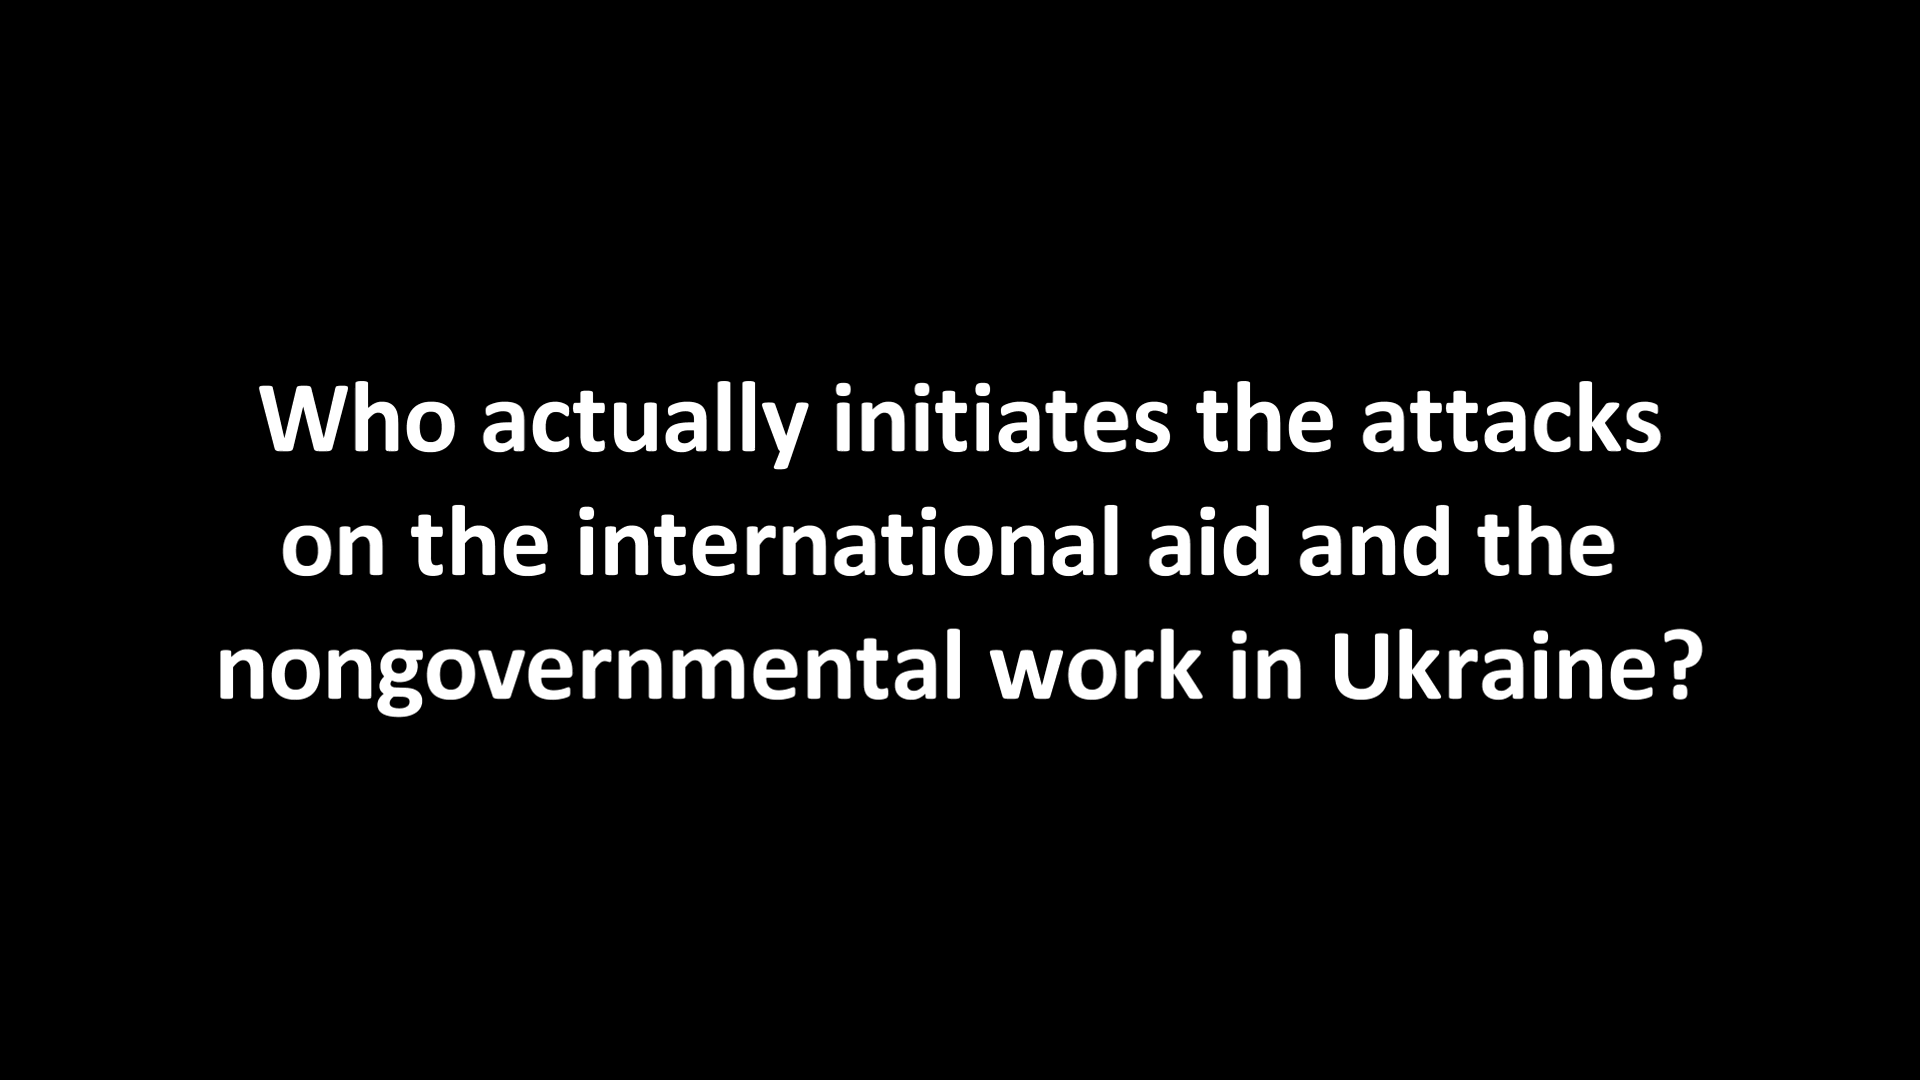 Who actually initiates the attacks
on the international aid and the
nongovernmental work in Ukraine?